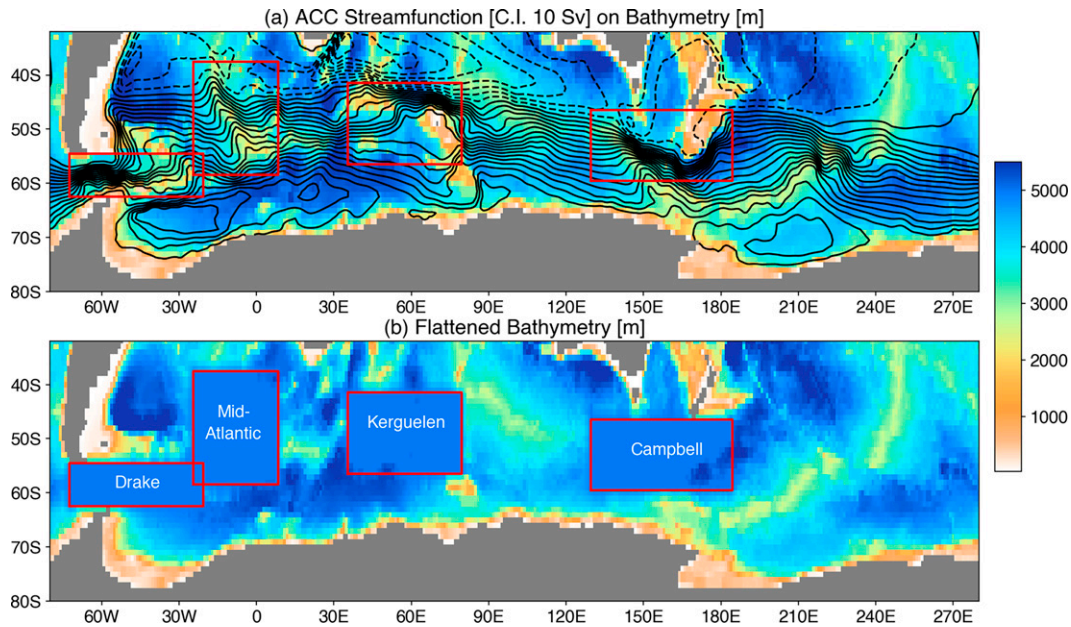 (a) ACC Streamfunction [C.I. 10 Sv] on Bathymetry [m]
40S
50S
60S
70S
80S
60W 30W 0 30E 60E 90E 120E 150E 180E 210E 240E 270E
5000
4000
3000
2000
1000
(b) Flattened Bathymetry [m]
40S
50S
60S
70S
80S
Mid-
Atlantic
Kerguelen
Campbell
Drake
60W 30W 0 30E 60E 90E 120E 150E 180E 210E 240E 270E